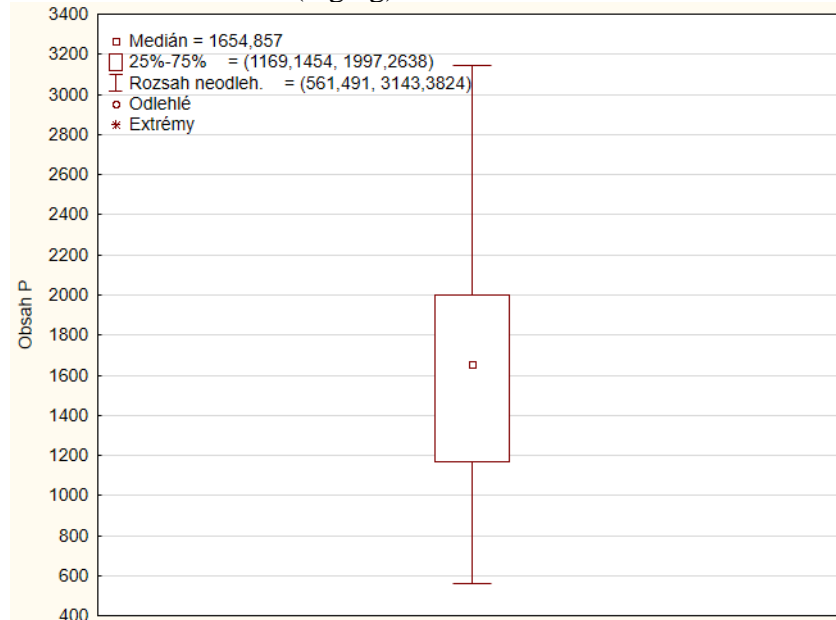 3400
3200
3000
2800
2600
2400
2200
2000
1800
1600
1400
1200
1000
800
600
400
Obsah P
Medián = 1654,857
25%-75% = (1169,1454, 1997,2638)
Rozsah neodleh. = (561,491, 3143,3824)
Odlehlé
Extrémy